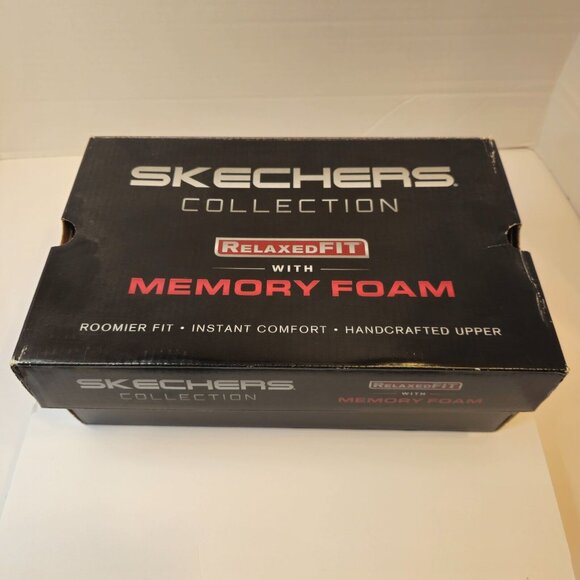 SKECHERS®
COLLECTION
RELAXEDFIT
WITH
MEMORY FOAM
ROOMIER FIT • INSTANT COMFORT • HANDCRAFTED UPPER
SKECHERS
COLLECTION
RELAXEDFIT
WITH
MEMORY FOAM